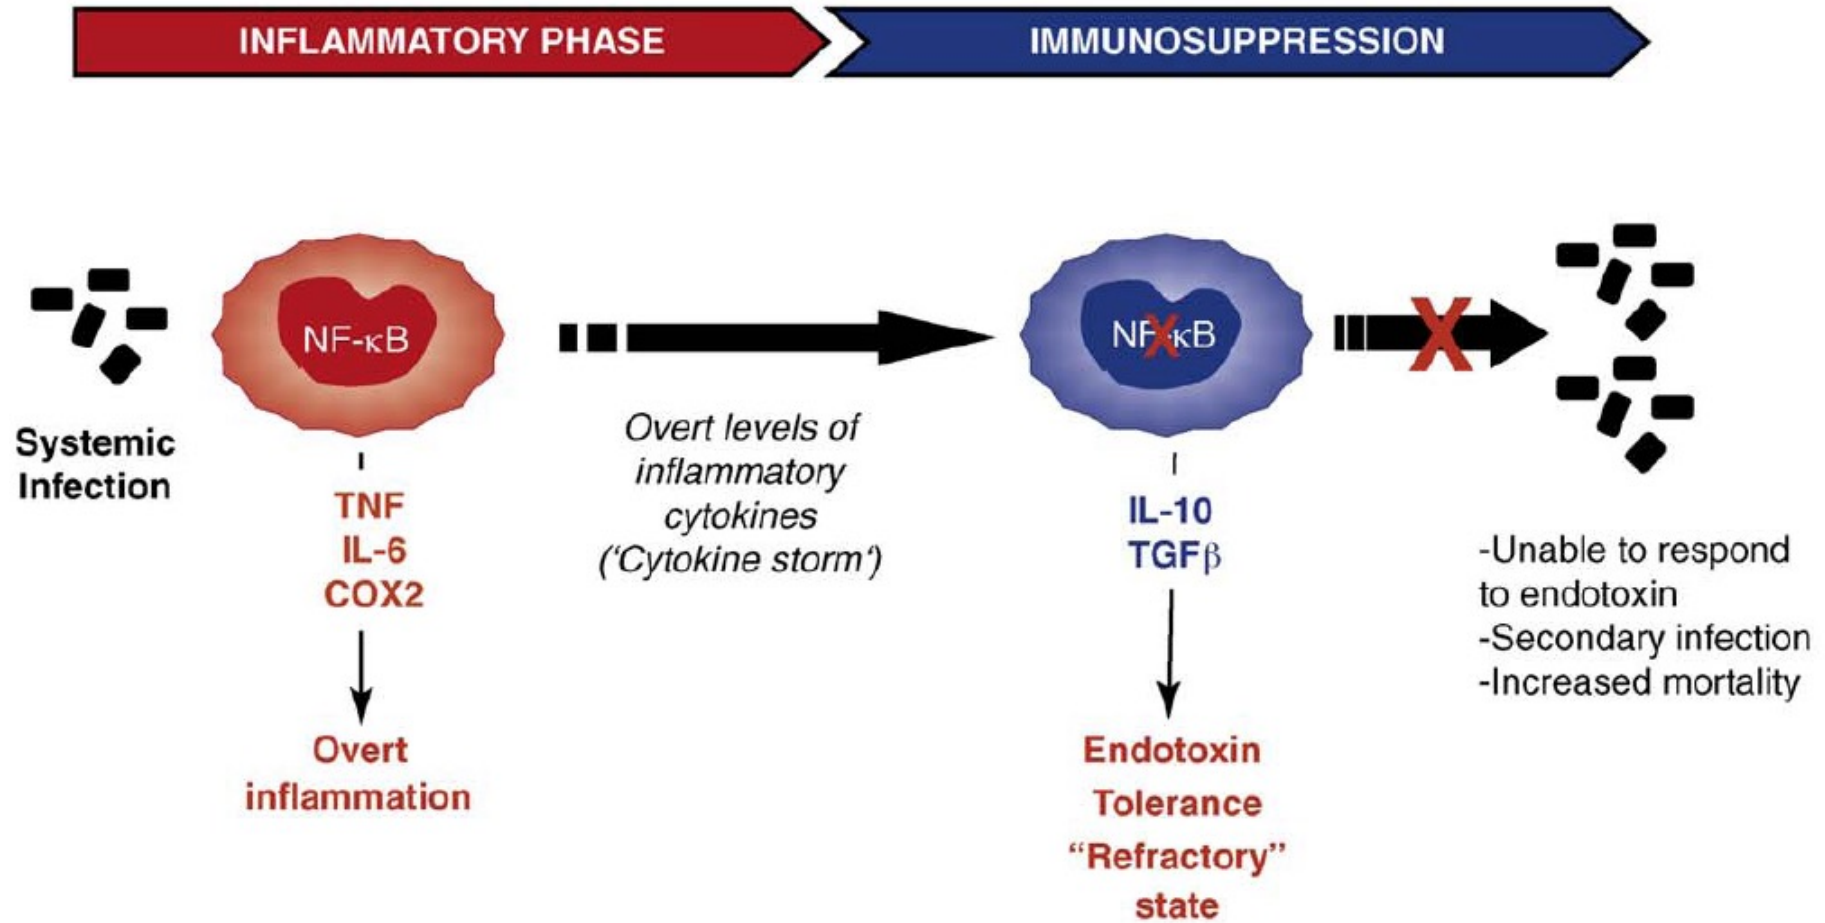 INFLAMMATORY PHASE
IMMUNOSUPPRESSION
Systemic
Infection
NF-κB
TNF
IL-6
COX2
Overt
inflammation
Overt levels of
inflammatory
cytokines
(‘Cytokine storm‘)
NF-κB
X
IL-10
TGFβ
Endotoxin
Tolerance
“Refractory”
state
X
-Unable to respond
to endotoxin
-Secondary infection
-Increased mortality